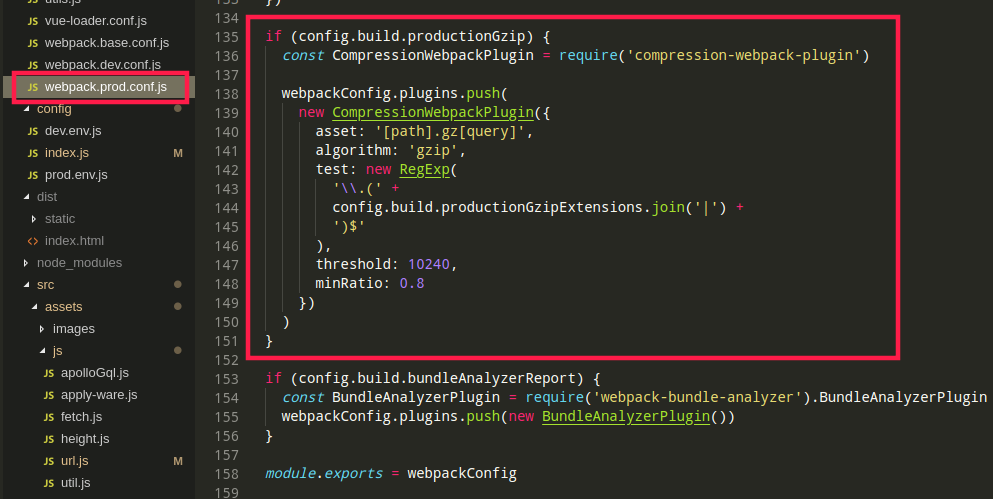 utils.js
JS vue-loader.conf.js
JS webpack.base.conf.js
JS webpack.dev.conf.js
JS webpack.prod.conf.js
config
JS dev.env.js
JS index.js M
JS prod.env.js
dist
static
<> index.html
node_modules
src
assets
images
js
JS apolloGql.js
JS apply-ware.js
JS fetch.js
JS height.js
JS url.js M
JS util.js
133 })
134
135 if (config.build.productionGzip) {
136 const CompressionWebpackPlugin = require('compression-webpack-plugin')
137
138 webpackConfig.plugins.push(
139 new CompressionWebpackPlugin({
140 asset: '[path].gz[query]',
141 algorithm: 'gzip',
142 test: new RegExp(
143 '\\.(' +
144 config.build.productionGzipExtensions.join('|') +
145 ')$'
146 ),
147 threshold: 10240,
148 minRatio: 0.8
149 })
150 )
151 }
152
153 if (config.build.bundleAnalyzerReport) {
154 const BundleAnalyzerPlugin = require('webpack-bundle-analyzer').BundleAnalyzerPlugin
155 webpackConfig.plugins.push(new BundleAnalyzerPlugin())
156 }
157
158 module.exports = webpackConfig
159